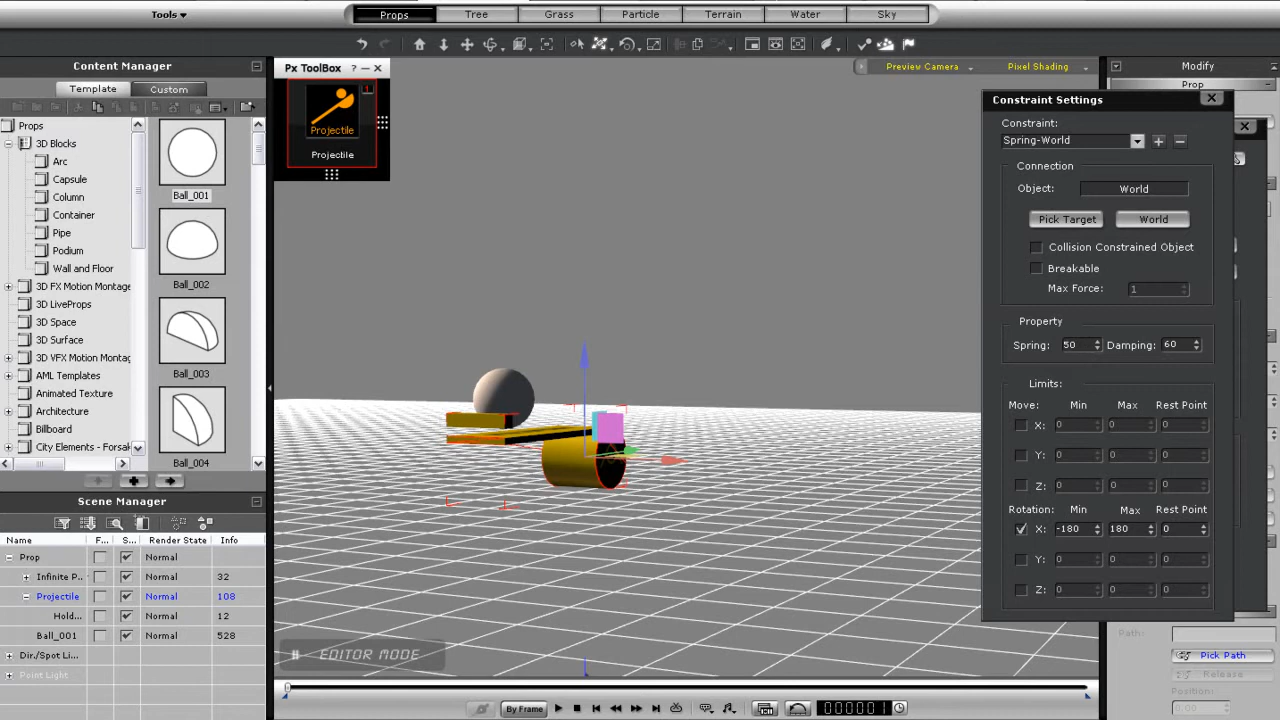 Tools
Props
Tree
Grass
Particle
Terrain
Water
Sky
Content Manager
Template
Custom
Props
3D Blocks
Arc
Capsule
Column
Container
Pipe
Podium
Wall and Floor
3D FX Motion Montag
3D LiveProps
3D Space
3D Surface
3D VFX Motion Montag
AML Templates
Animated Texture
Architecture
Billboard
City Elements - Forsak
Ball_001
Ball_002
Ball_003
Ball_004
Scene Manager
Name F... S... Render State Info
Prop Normal
Infinite P.. Normal 32
Projectile Normal 108
Hold... Normal 12
Ball_001 Normal 528
Dir./Spot Li... Normal
Point Light Normal
Px ToolBox ?
1
Projectile
Projectile
Preview Camera
Pixel Shading
EDITOR MODE
By Frame
000001
Modify
Prop
Constraint Settings
Constraint:
Spring-World
Connection
Object: World
Pick Target World
Collision Constrained Object
Breakable
Max Force: 1
Property
Spring: 50 Damping: 60
Limits:
Move: Min Max Rest Point
X: 0 0 0
Y: 0 0 0
Z: 0 0 0
Rotation: Min Max Rest Point
X: -180 180 0
Y: 0 0 0
Z: 0 0 0
Path:
Pick Path
Release
Position:
0.00